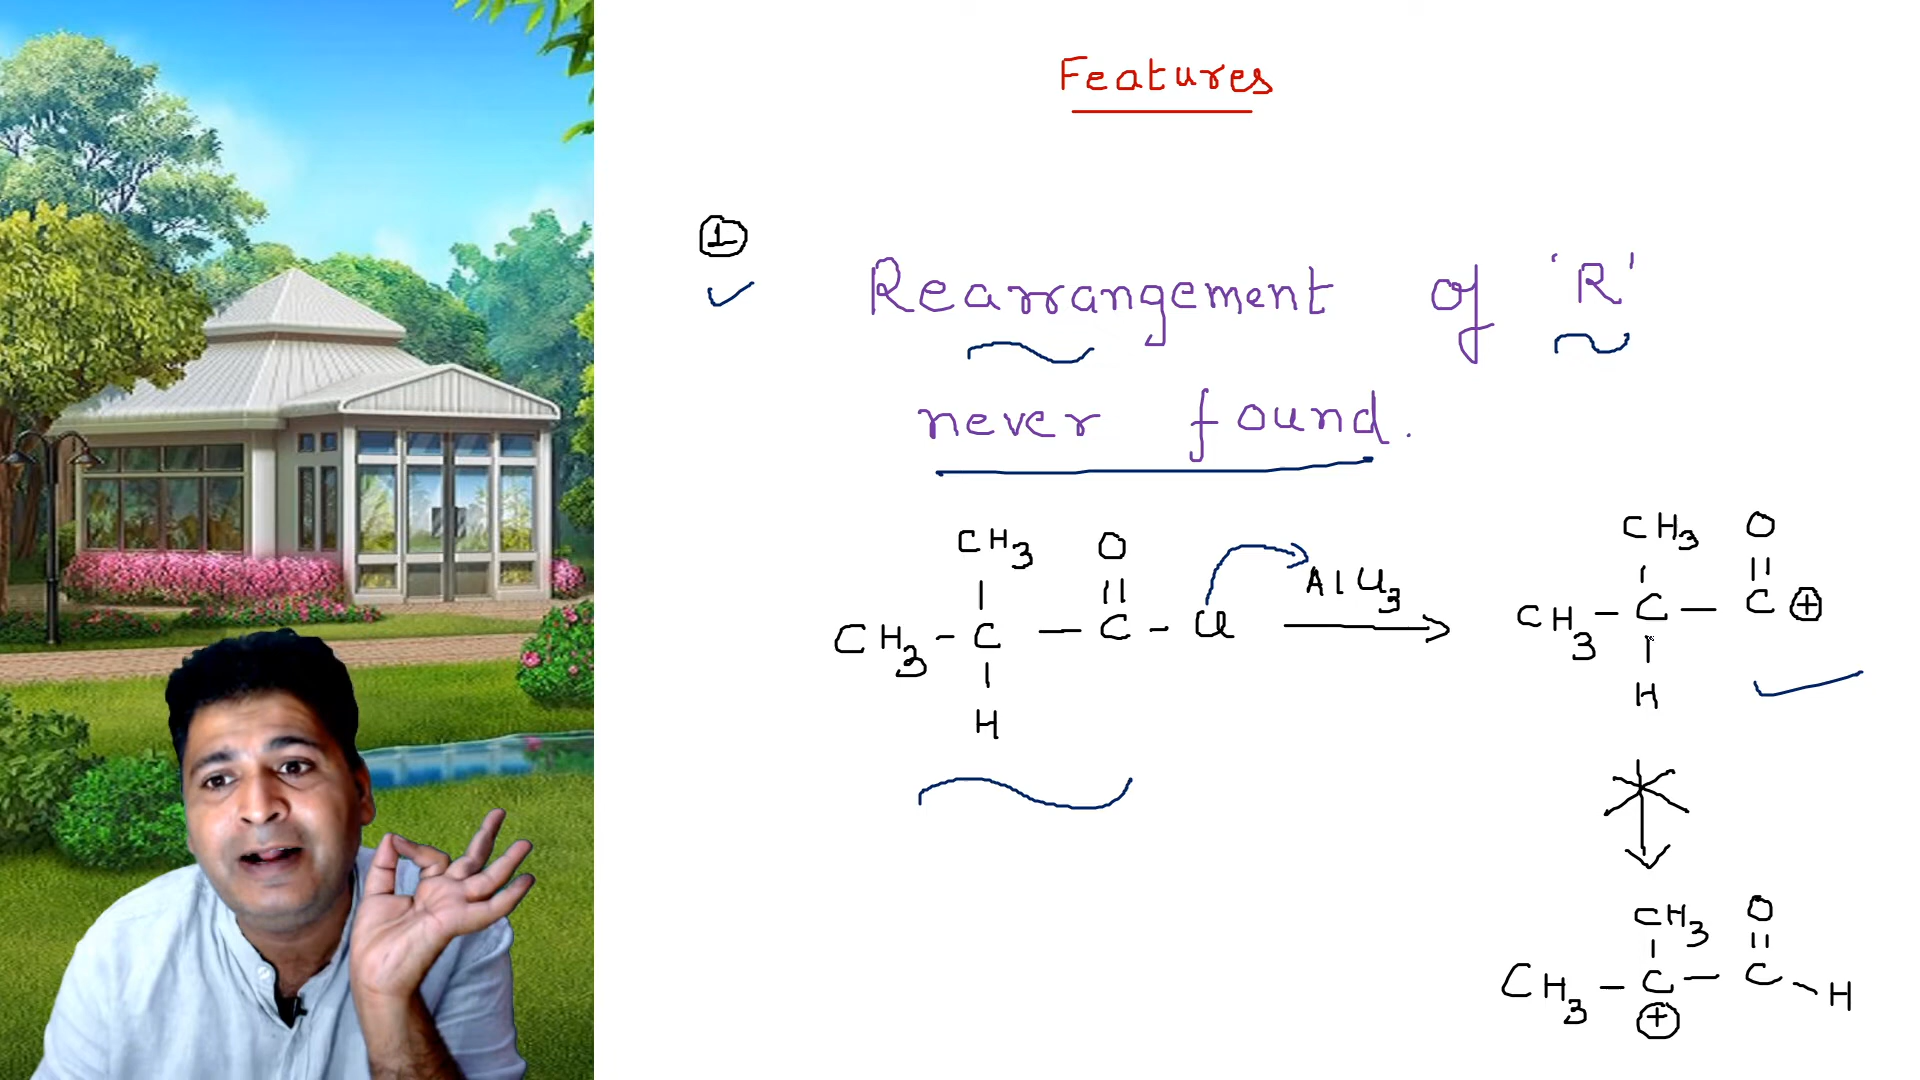 Features
1
Rearrangement of 'R'
never found.
CH3 O
CH3 - C - C - Cl AlCl3
H
CH3 O
CH3 - C - C +
H
CH3 O
CH3 - C - C - H
+